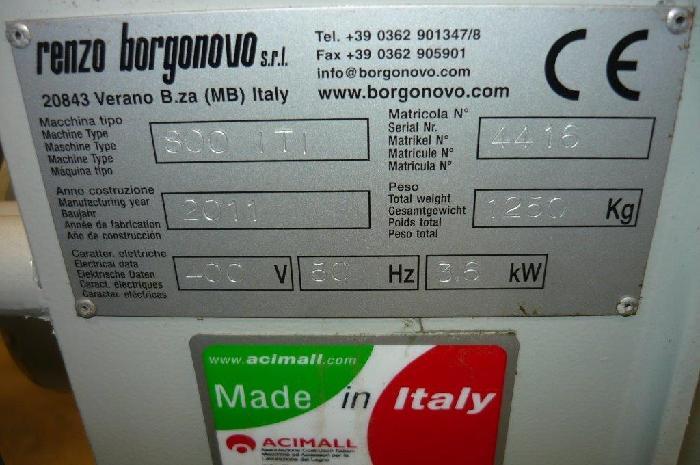 renzo borgonovo s.r.l.
20843 Verano B.za (MB) Italy
Tel. +39 0362 901347/8
Fax +39 0362 905901
info@borgonovo.com
www.borgonovo.com
CE
Macchina tipo
Machine Type
Maschine Type
Machine Type
Máquina tipo
800 1T1
Matricola N°
Serial Nr.
Matrikel N°
Matricule N°
Matricula N°
4416
Anno costruzione
Manufacturing year
Baujahr
Année de fabrication
Año de construcción
2011
Peso
Total weight
Gesamtgewicht
Poids total
Peso total
1250 Kg
Caratter. elettriche
Electrical data
Elektrische Daten
Caract. electriques
Caracter. eléctricas
400 V 50 Hz 3.6 kW
www.acimall.com
Made in Italy
ACIMALL